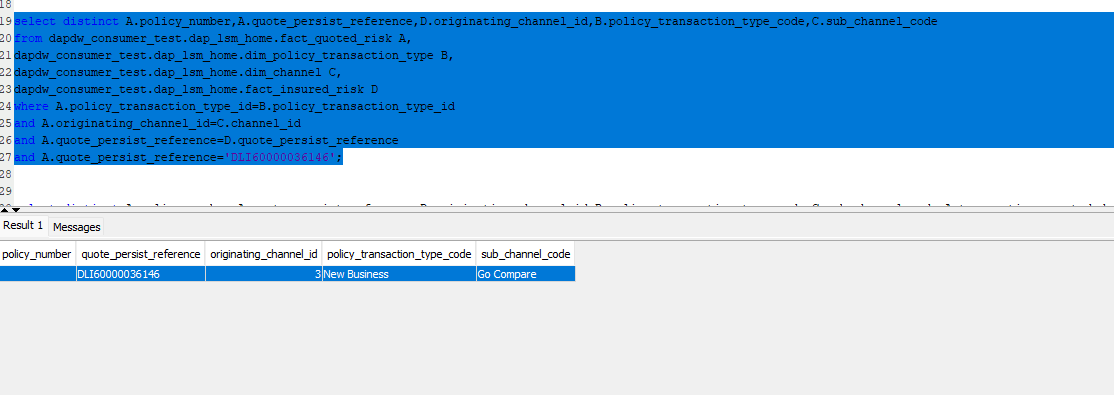 18
19 select distinct A.policy_number,A.quote_persist_reference,D.originating_channel_id,B.policy_transaction_type_code,C.sub_channel_code
20 from dapdw_consumer_test.dap_lsm_home.fact_quoted_risk A,
21 dapdw_consumer_test.dap_lsm_home.dim_policy_transaction_type B,
22 dapdw_consumer_test.dap_lsm_home.dim_channel C,
23 dapdw_consumer_test.dap_lsm_home.fact_insured_risk D
24 where A.policy_transaction_type_id=B.policy_transaction_type_id
25 and A.originating_channel_id=C.channel_id
26 and A.quote_persist_reference=D.quote_persist_reference
27 and A.quote_persist_reference='DLI60000036146';
28
29
Result 1 Messages
policy_number quote_persist_reference originating_channel_id policy_transaction_type_code sub_channel_code
DLI60000036146 3 New Business Go Compare